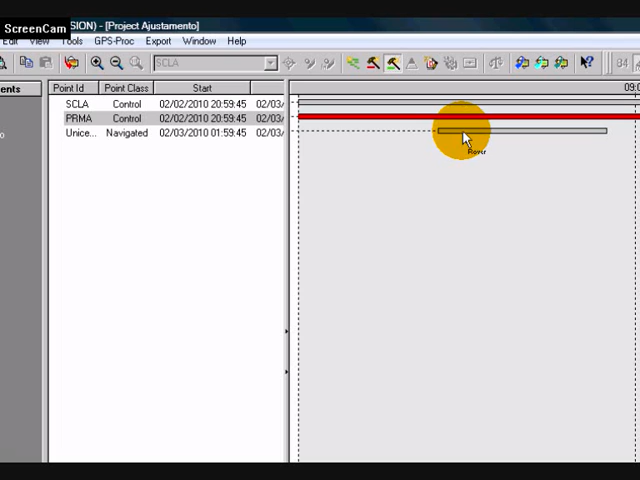 ScreenCam
SION) - [Project Ajustamento]
Edit View Tools GPS-Proc Export Window Help
SCLA
84
ents
Point Id Point Class Start
09:0
SCLA Control 02/02/2010 20:59:45 02/03/
PRMA Control 02/02/2010 20:59:45 02/03/
Unice... Navigated 02/03/2010 01:59:45 02/03/
Rover
o